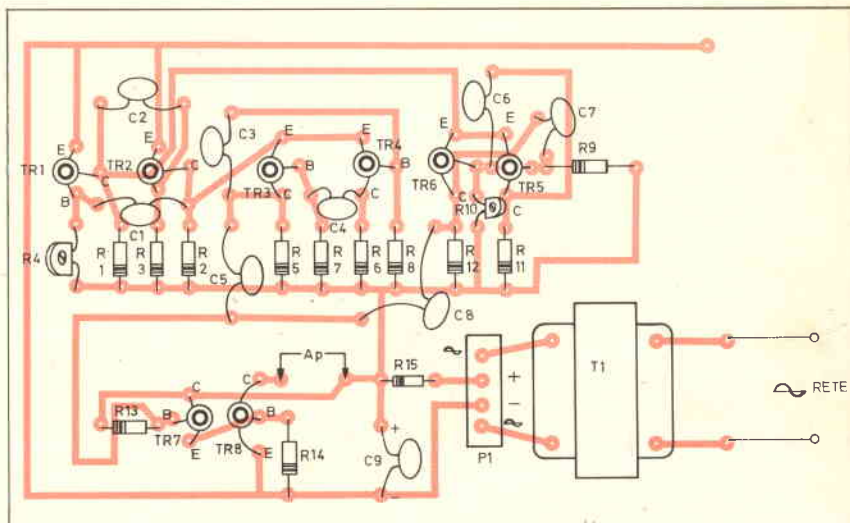 C2
C6
C7
C3
E
E
E
E
E
E
R9
TR1
TR2
TR4
TR3
TR6
TR5
C
C
B
B
C
C
C
C
B
R10
C1
C4
R4
R 1
R 3
R 2
C5
R 5
R 7
R 6
R 8
R 12
R 11
C8
Ap
R15
+
−
T1
RETE
C
C
R13
B
B
TR7
TR8
E
E
R14
+
C9
−
P1